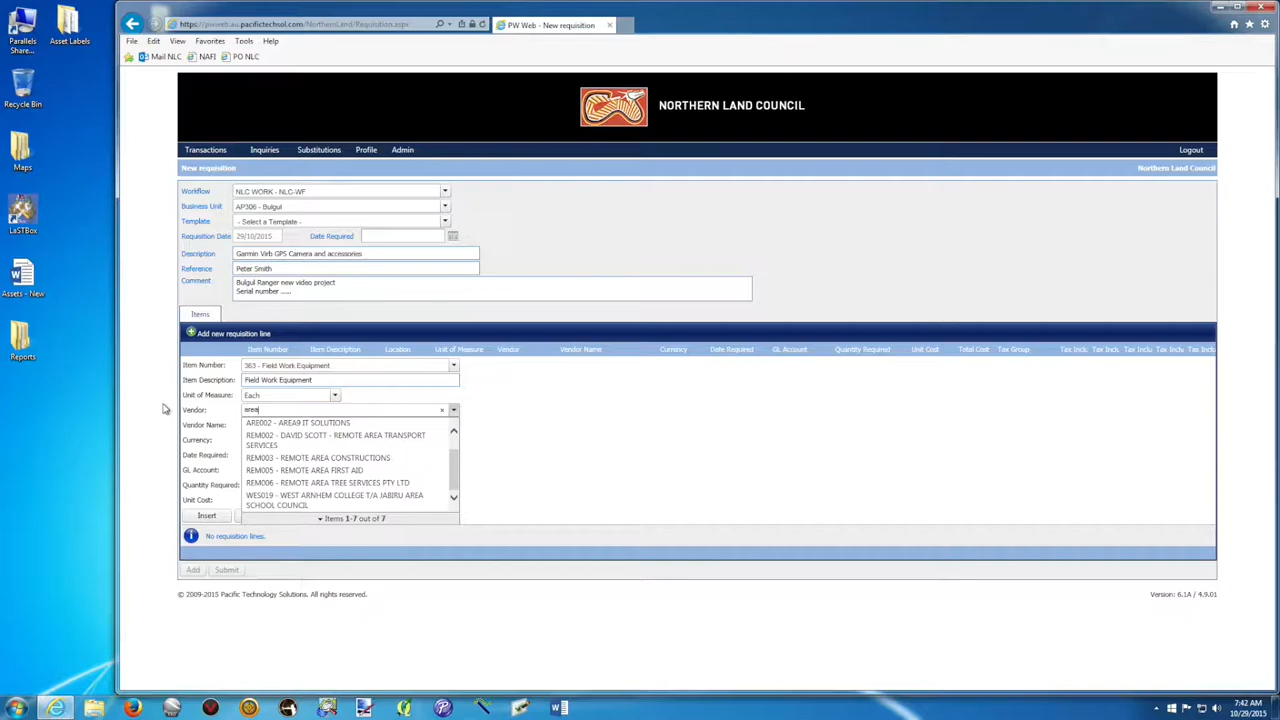 https://pwweb.au.pacifictechsol.com/NorthernLand/Requisition.aspx
PW Web - New requisition
File Edit View Favorites Tools Help
Mail NLC NAFI PO NLC
Asset Labels
Recycle Bin
Maps
LaSTBox
Assets - New
Reports
NORTHERN LAND COUNCIL
Transactions Inquiries Substitutions Profile Admin Logout
New requisition Northern Land Council
Workflow NLC WORK - NLC-WF
Business Unit AP306 - Bulgul
Template - Select a Template -
Requisition Date 29/10/2015 Date Required
Description Garmin Virb GPS Camera and accessories
Reference Peter Smith
Comment Bulgul Ranger new video project
Serial number ......
Items
Add new requisition line
Item Number Item Description Location Unit of Measure Vendor Vendor Name Currency Date Required GL Account Quantity Required Unit Cost Total Cost Tax Group Tax Inclu Tax Inclu Tax Inclu Tax Inclu Tax Inclu
Item Number: 363 - Field Work Equipment
Item Description: Field Work Equipment
Unit of Measure: Each
Vendor: area
Vendor Name: ARE002 - AREA9 IT SOLUTIONS
Currency: REM002 - DAVID SCOTT - REMOTE AREA TRANSPORT
SERVICES
Date Required: REM003 - REMOTE AREA CONSTRUCTIONS
GL Account: REM005 - REMOTE AREA FIRST AID
Quantity Required: REM006 - REMOTE AREA TREE SERVICES PTY LTD
Unit Cost: WES019 - WEST ARNHEM COLLEGE T/A JABIRU AREA
SCHOOL COUNCIL
Insert Items 1-7 out of 7
No requisition lines.
Add Submit
© 2009-2015 Pacific Technology Solutions. All rights reserved. Version: 6.1A / 4.9.01
7:42 AM
10/29/2015